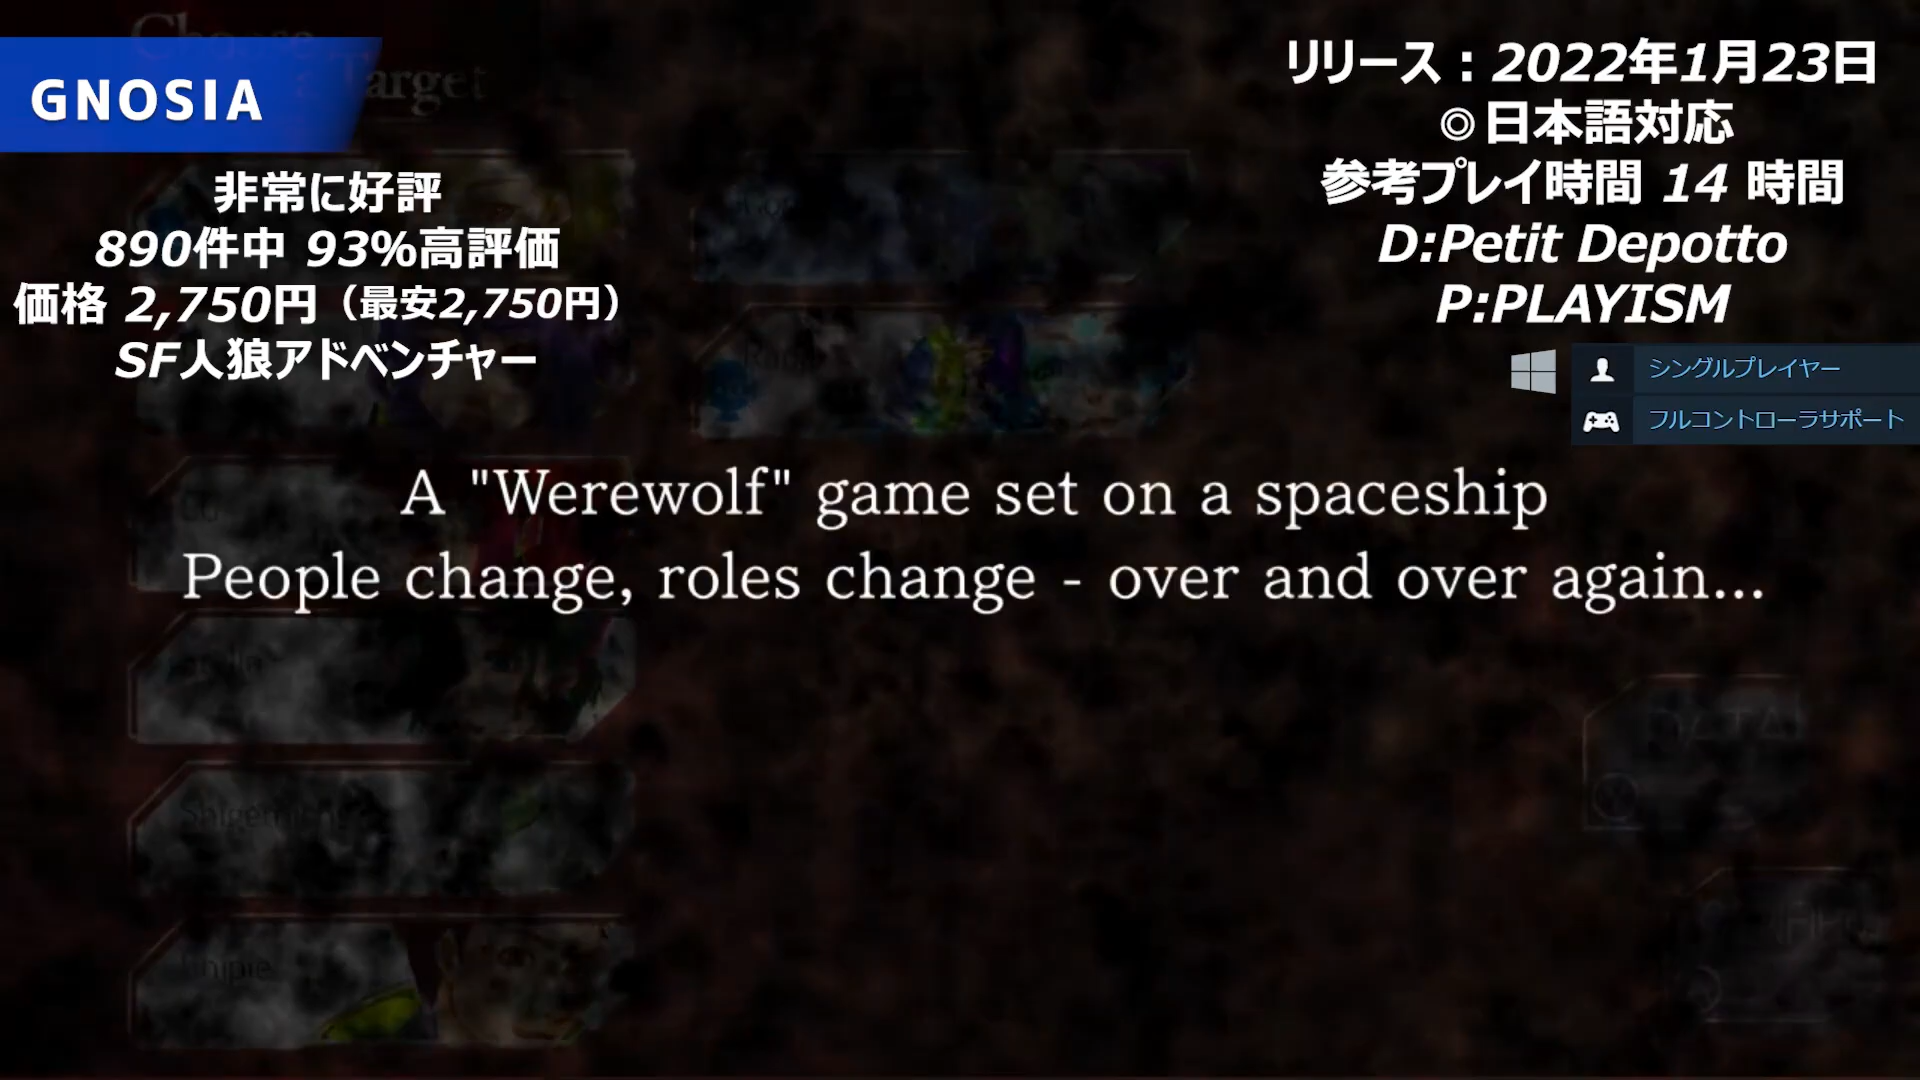 Choose
a Target
GNOSIA
非常に好評
890件中 93%高評価
価格 2,750円（最安2,750円）
SF人狼アドベンチャー
リリース：2022年1月23日
◎日本語対応
参考プレイ時間 14 時間
D:Petit Depotto
P:PLAYISM
シングルプレイヤー
フルコントローラサポート
A "Werewolf" game set on a spaceship
People change, roles change - over and over again...